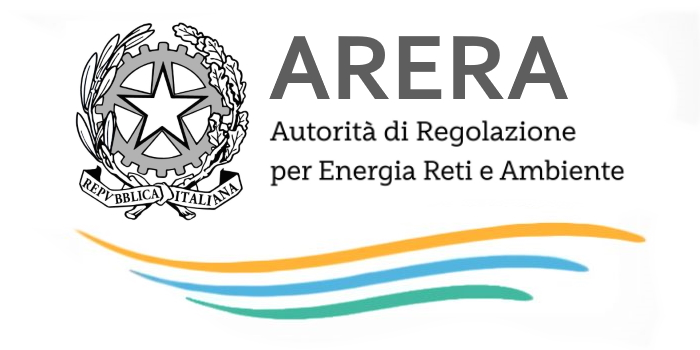 ARERA
Autorità di Regolazione
per Energia Reti e Ambiente
REPVBBLICA ITALIANA